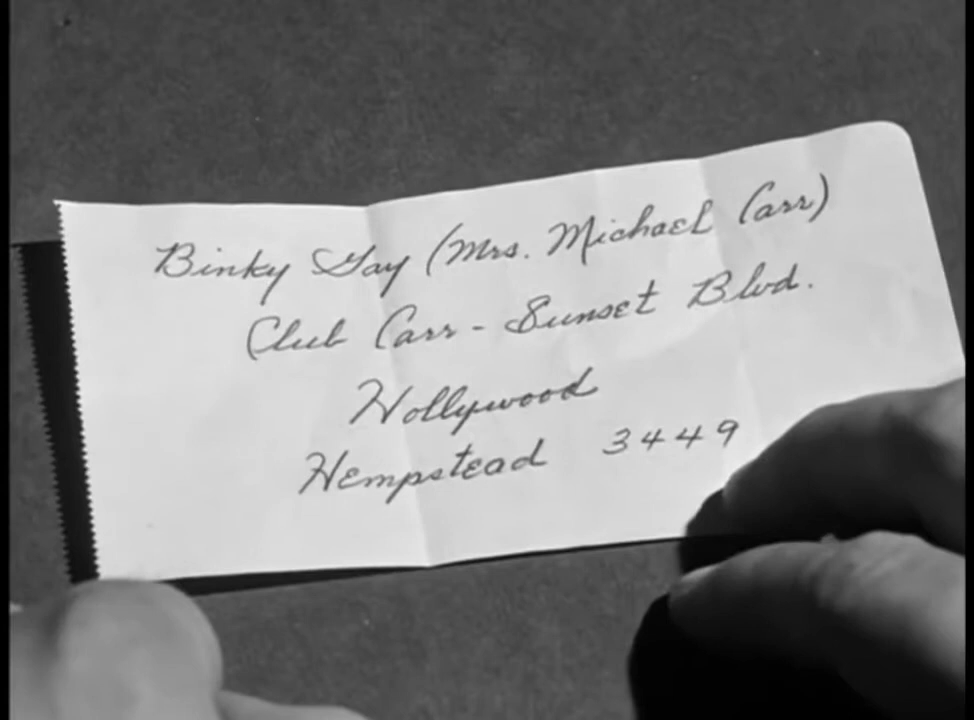 Binky Gay (Mrs. Michael Carr)
Club Carr - Sunset Blvd.
Hollywood
Hempstead 3449